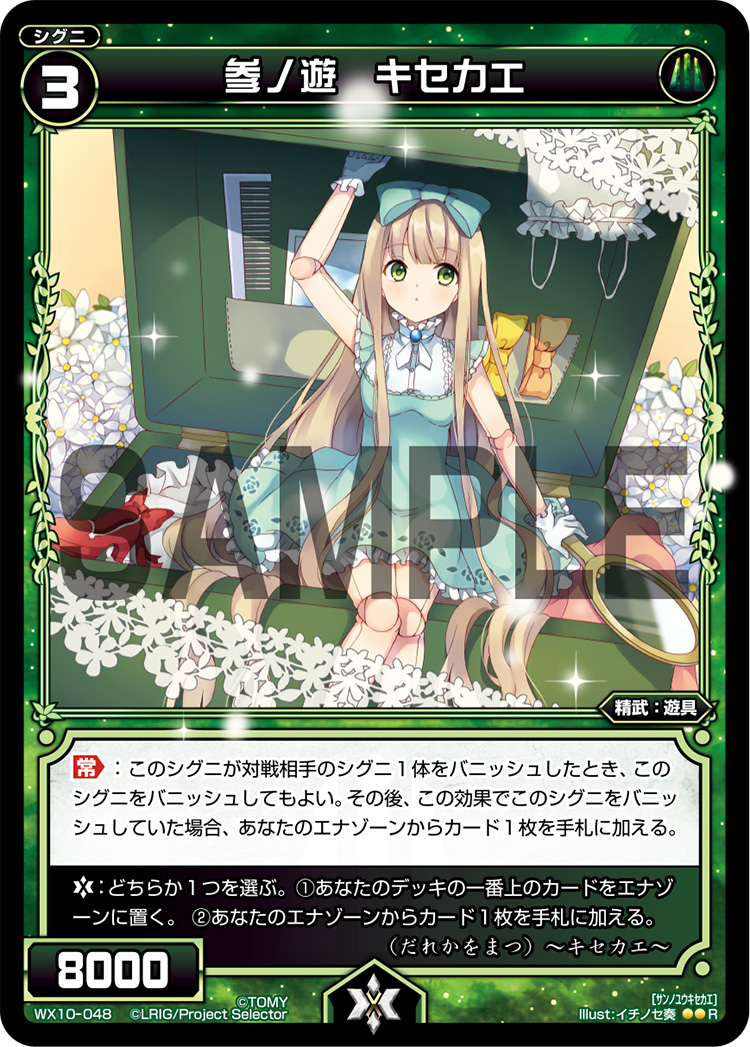 シグニ
3
参ノ遊 キセカエ
SAMPLE
精武：遊具
常：このシグニが対戦相手のシグニ１体をバニッシュしたとき、この
シグニをバニッシュしてもよい。その後、この効果でこのシグニをバニッ
シュしていた場合、あなたのエナゾーンからカード１枚を手札に加える。
：どちらか１つを選ぶ。①あなたのデッキの一番上のカードをエナゾ
ーンに置く。 ②あなたのエナゾーンからカード１枚を手札に加える。
（だれかをまつ）～キセカエ～
8000
WX10-048 ©LRIG/Project Selector
©TOMY
[サンノユウキセカエ]
Illust:イチノセ奏 R